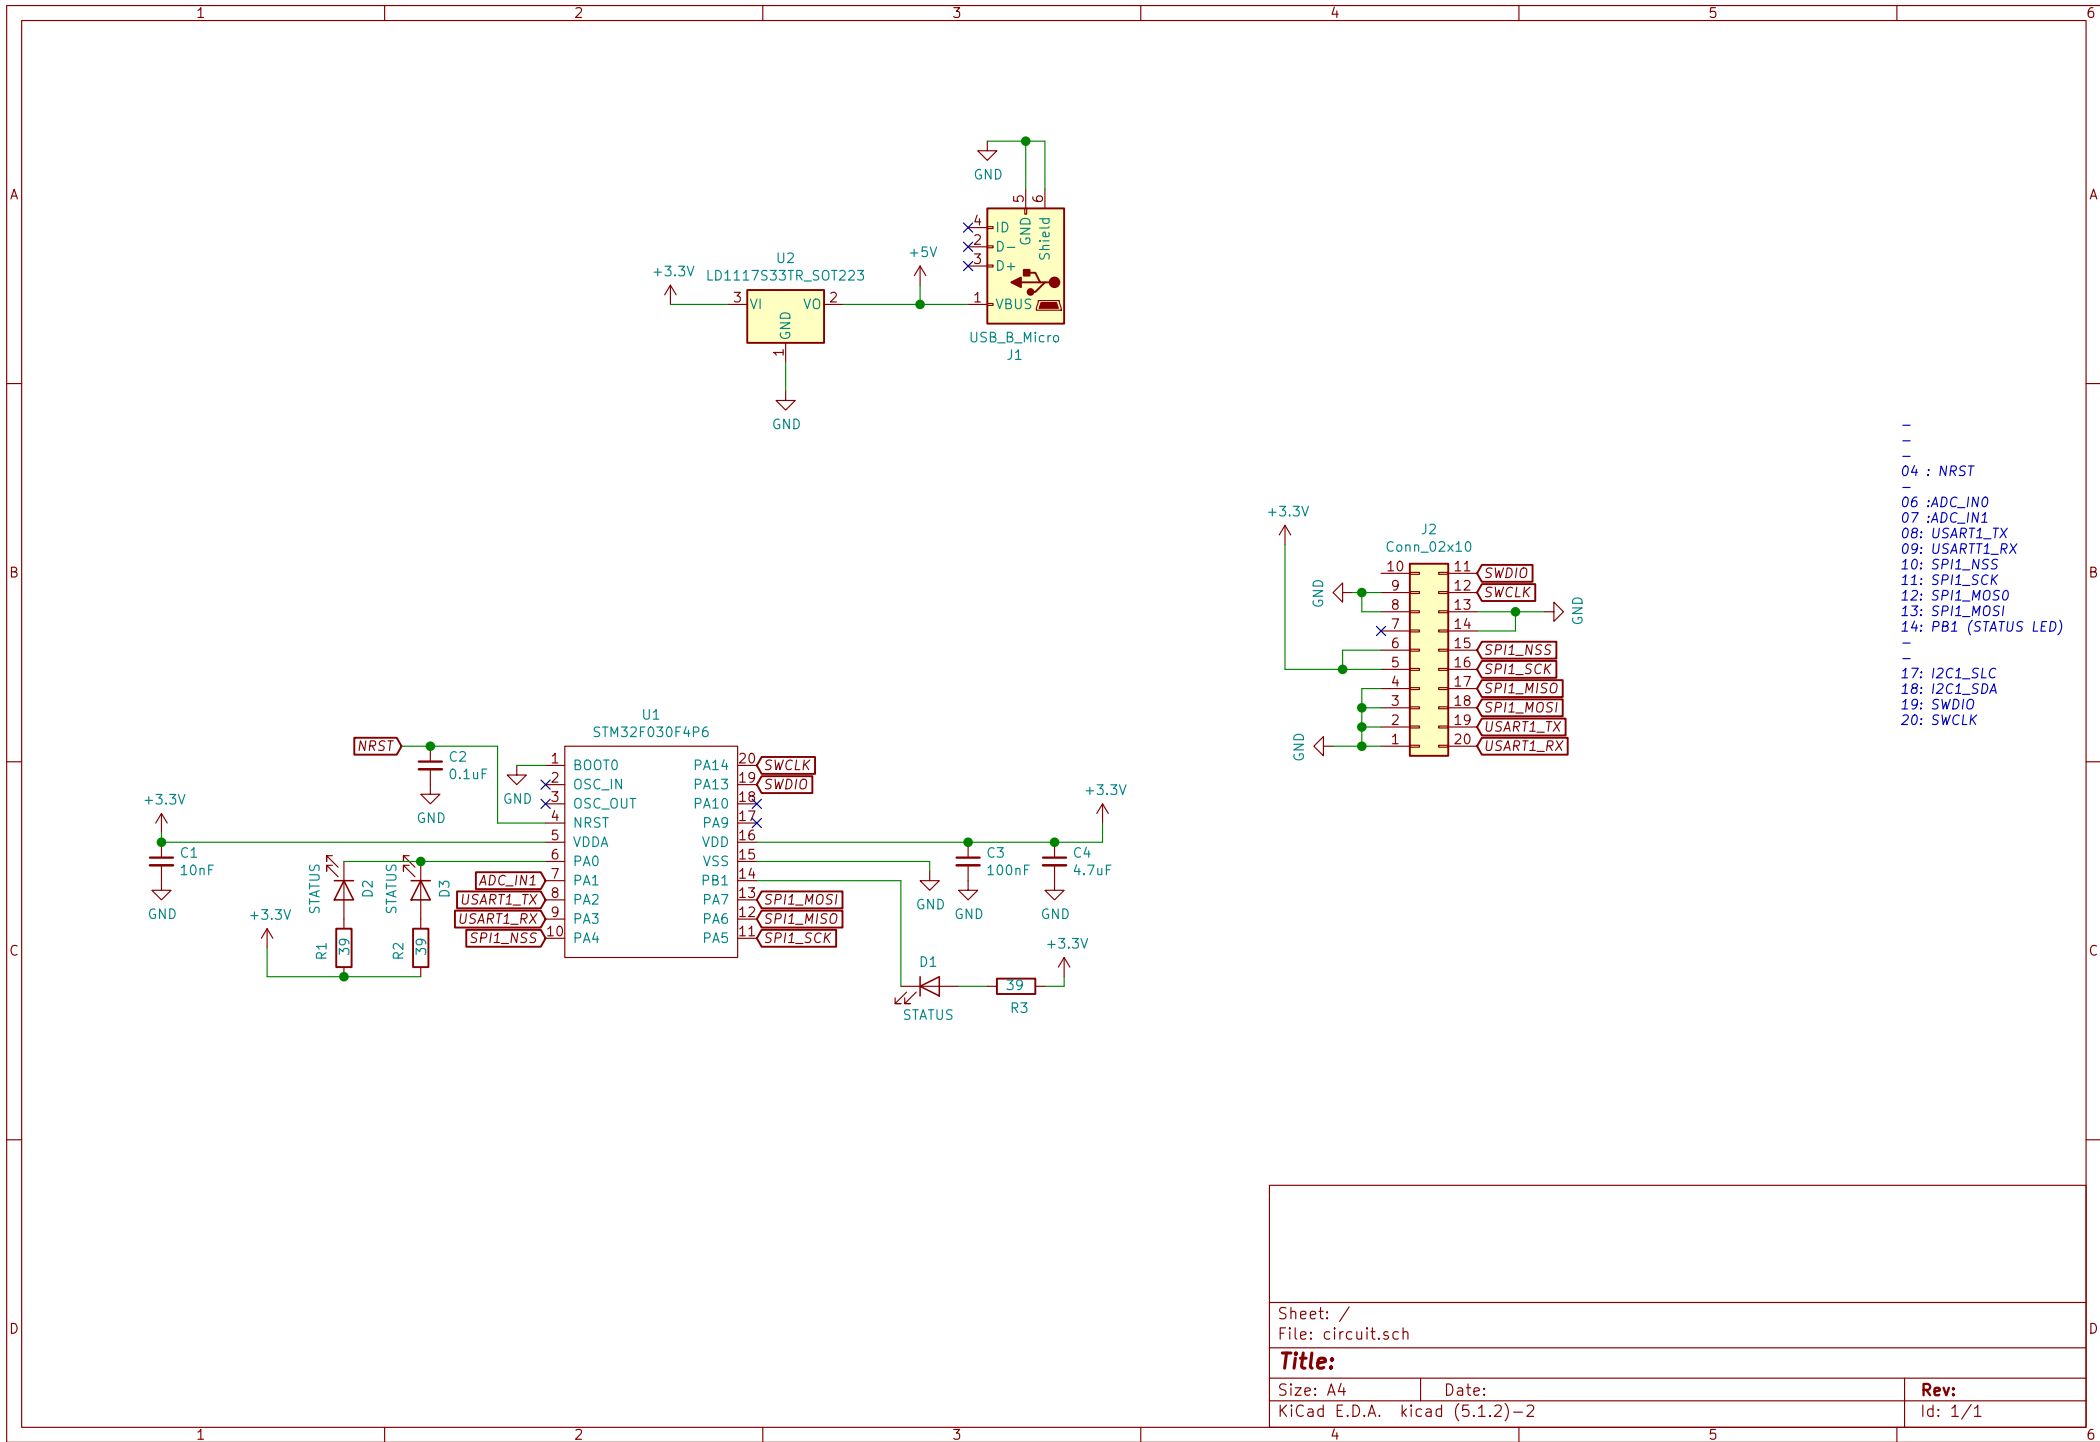 1 2 3 4 5 6
A
B
C
D
A
B
C
D
GND
5
6
4
2
3
1
ID
D-
D+
VBUS
GND
Shield
USB_B_Micro
J1
+5V
U2
LD1117S33TR_SOT223
+3.3V
3
VI
VO
2
GND
1
GND
-
-
-
04 : NRST
-
06 :ADC_IN0
07 :ADC_IN1
08: USART1_TX
09: USARTT1_RX
10: SPI1_NSS
11: SPI1_SCK
12: SPI1_MOS0
13: SPI1_MOSI
14: PB1 (STATUS LED)
-
-
17: I2C1_SLC
18: I2C1_SDA
19: SWDIO
20: SWCLK
+3.3V
J2
Conn_02x10
GND
GND
GND
10 11 SWDIO
9 12 SWCLK
8 13
7 14
6 15 SPI1_NSS
5 16 SPI1_SCK
4 17 SPI1_MISO
3 18 SPI1_MOSI
2 19 USART1_TX
1 20 USART1_RX
U1
STM32F030F4P6
NRST
C2
0.1uF
GND
GND
1 BOOT0 PA14 20 SWCLK
2 OSC_IN PA13 19 SWDIO
3 OSC_OUT PA10 18
4 NRST PA9 17
5 VDDA VDD 16
6 PA0 VSS 15
ADC_IN1 7 PA1 PB1 14
USART1_TX 8 PA2 PA7 13 SPI1_MOSI
USART1_RX 9 PA3 PA6 12 SPI1_MISO
SPI1_NSS 10 PA4 PA5 11 SPI1_SCK
+3.3V
C1
10nF
GND
STATUS
D2
STATUS
D3
+3.3V
R1
39
R2
39
+3.3V
C3
100nF
C4
4.7uF
GND
GND
GND
+3.3V
D1
STATUS
39
R3
Sheet: /
File: circuit.sch
Title:
Size: A4
Date:
Rev:
KiCad E.D.A. kicad (5.1.2)-2
Id: 1/1
1 2 3 4 5 6